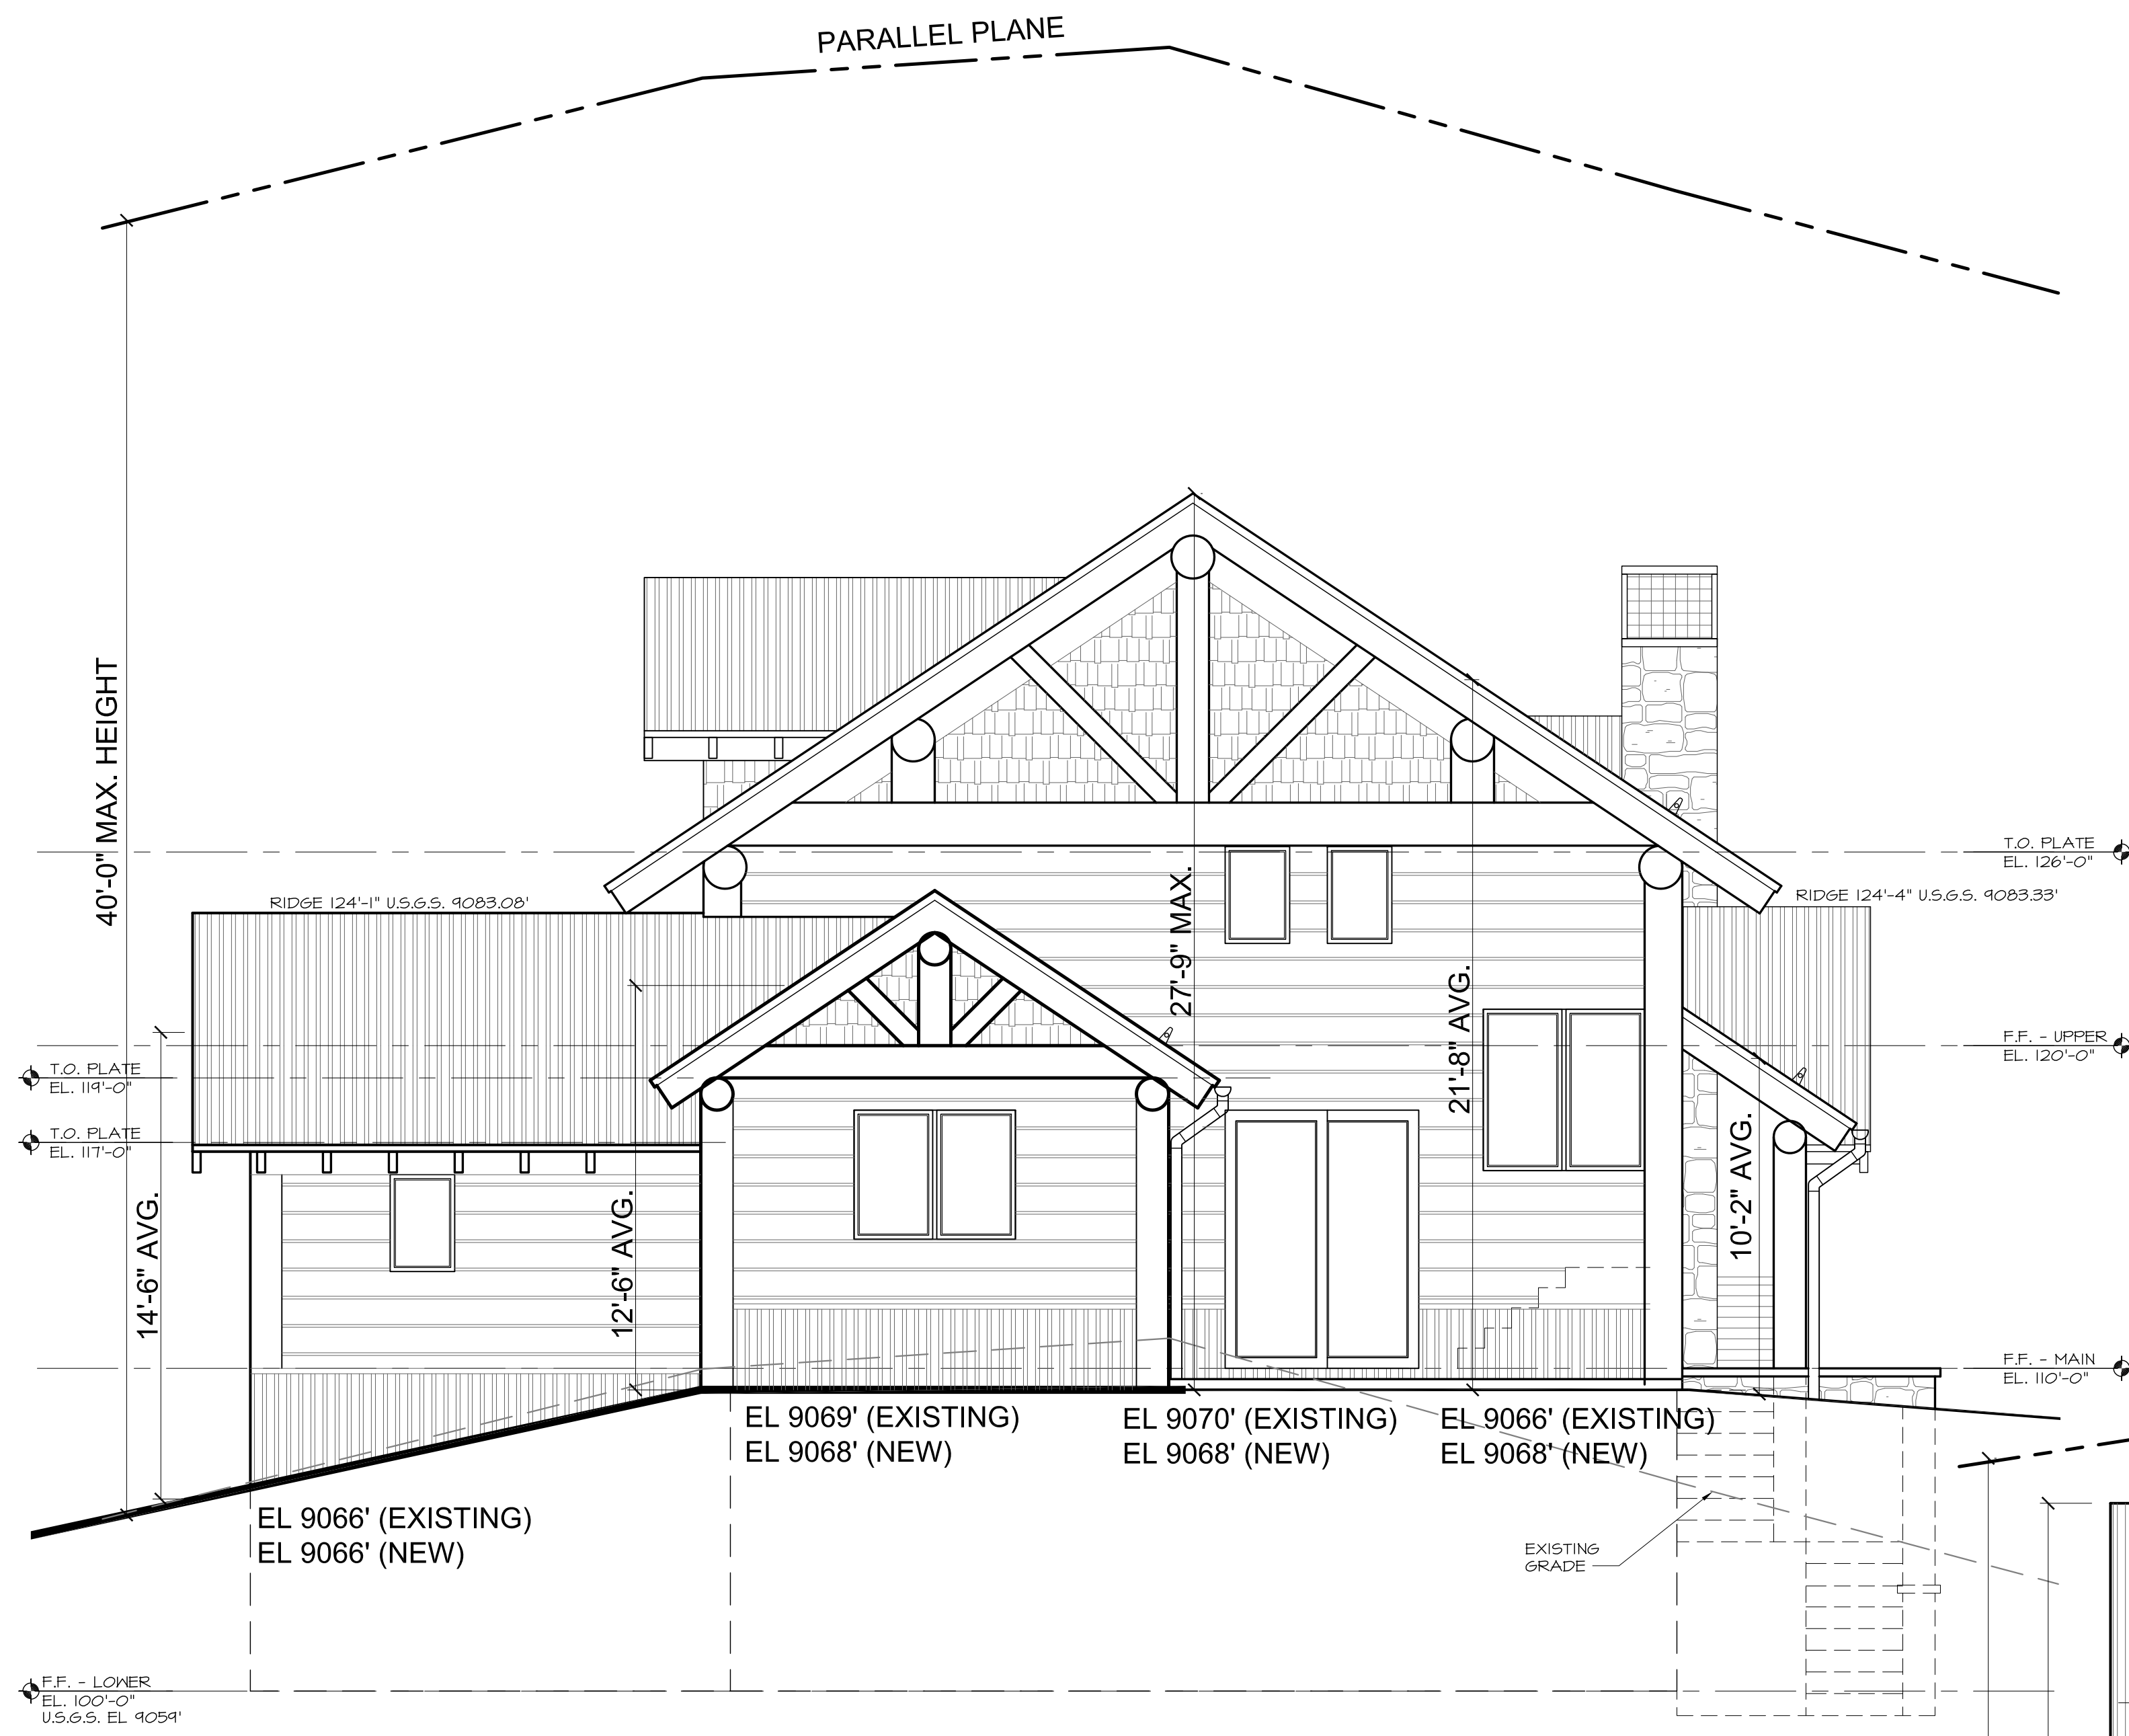 PARALLEL PLANE
40'-0" MAX. HEIGHT
T.O. PLATE
EL. 126'-0"
RIDGE 124'-1" U.S.G.S. 9083.08'
RIDGE 124'-4" U.S.G.S. 9083.33'
27'-9" MAX.
21'-8" AVG.
F.F. - UPPER
EL. 120'-0"
T.O. PLATE
EL. 119'-0"
T.O. PLATE
EL. 117'-0"
14'-6" AVG.
12'-6" AVG.
10'-2" AVG.
F.F. - MAIN
EL. 110'-0"
EL 9069' (EXISTING)
EL 9068' (NEW)
EL 9070' (EXISTING)
EL 9068' (NEW)
EL 9066' (EXISTING)
EL 9068' (NEW)
EL 9066' (EXISTING)
EL 9066' (NEW)
EXISTING
GRADE
F.F. - LOWER
EL. 100'-0"
U.S.G.S. EL 9059'